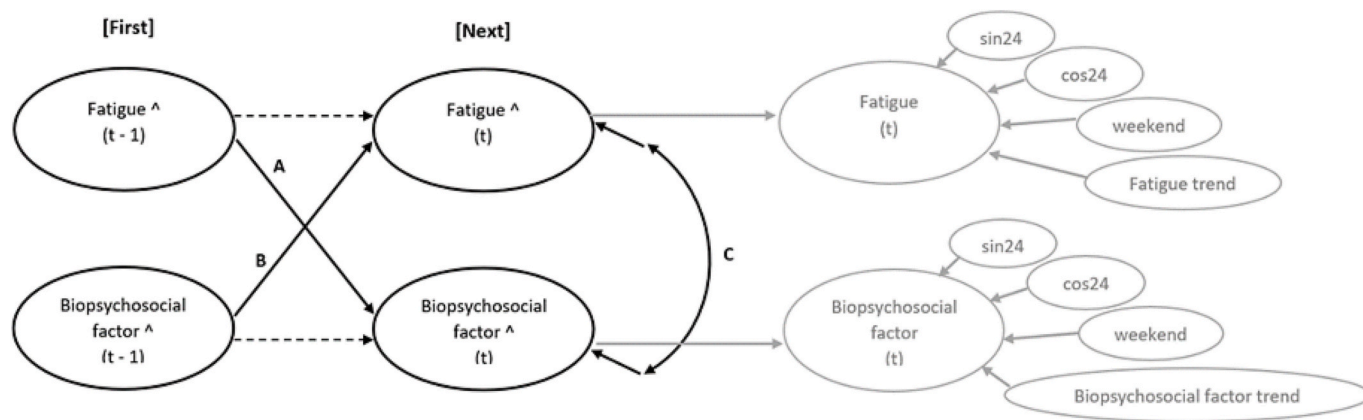 [First]
[Next]
Fatigue ^
(t - 1)
Fatigue ^
(t)
Fatigue
(t)
sin24
cos24
weekend
Fatigue trend
A
B
C
Biopsychosocial
factor ^
(t - 1)
Biopsychosocial
factor ^
(t)
Biopsychosocial
factor
(t)
sin24
cos24
weekend
Biopsychosocial factor trend